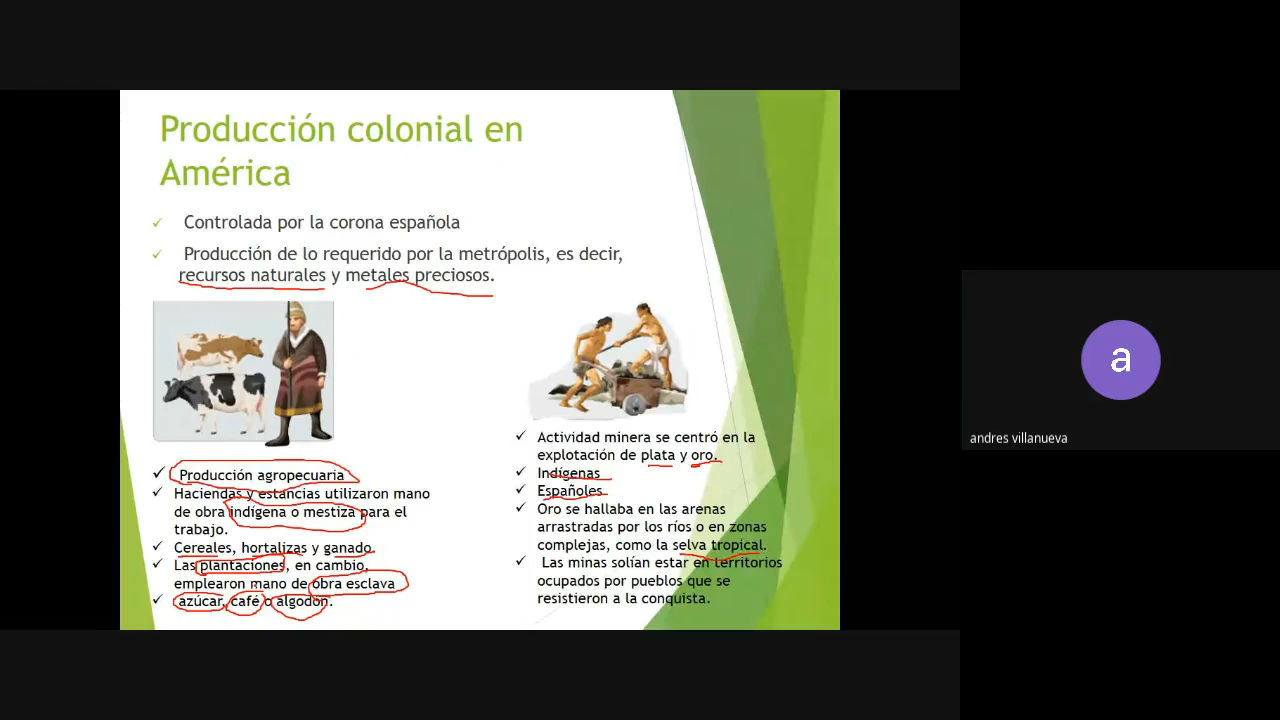 Producción colonial en
América
✓ Controlada por la corona española
✓ Producción de lo requerido por la metrópolis, es decir,
recursos naturales y metales preciosos.
✓ Producción agropecuaria
✓ Haciendas y estancias utilizaron mano
de obra indígena o mestiza para el
trabajo.
✓ Cereales, hortalizas y ganado.
✓ Las plantaciones, en cambio,
emplearon mano de obra esclava
✓ azúcar, café o algodón.
✓ Actividad minera se centró en la
explotación de plata y oro.
✓ Indígenas
✓ Españoles
✓ Oro se hallaba en las arenas
arrastradas por los ríos o en zonas
complejas, como la selva tropical.
✓ Las minas solían estar en territorios
ocupados por pueblos que se
resistieron a la conquista.
a
andres villanueva